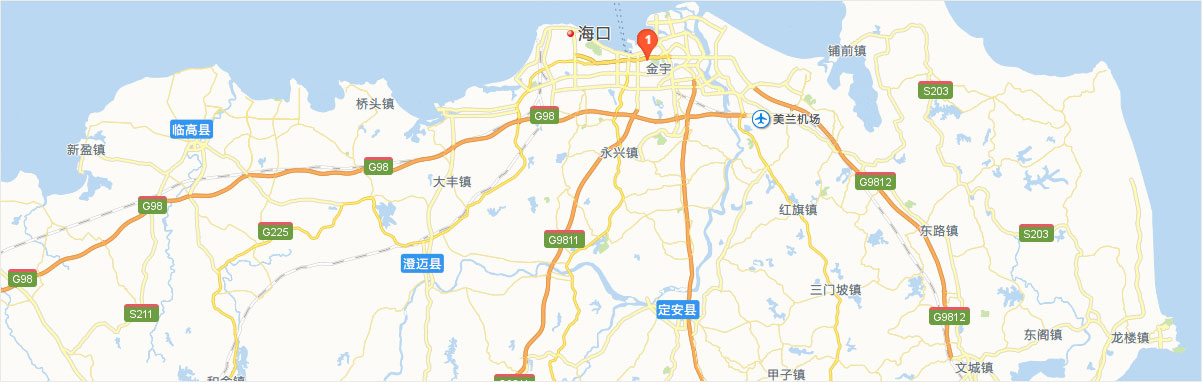 海口
1
铺前镇
金宇
S203
桥头镇
G98
美兰机场
临高县
新盈镇
永兴镇
G98
大丰镇
G9812
G98
红旗镇
G225
东路镇
S203
G9811
澄迈县
G98
三门坡镇
定安县
S211
G9812
东阁镇
龙楼镇
文城镇
甲子镇